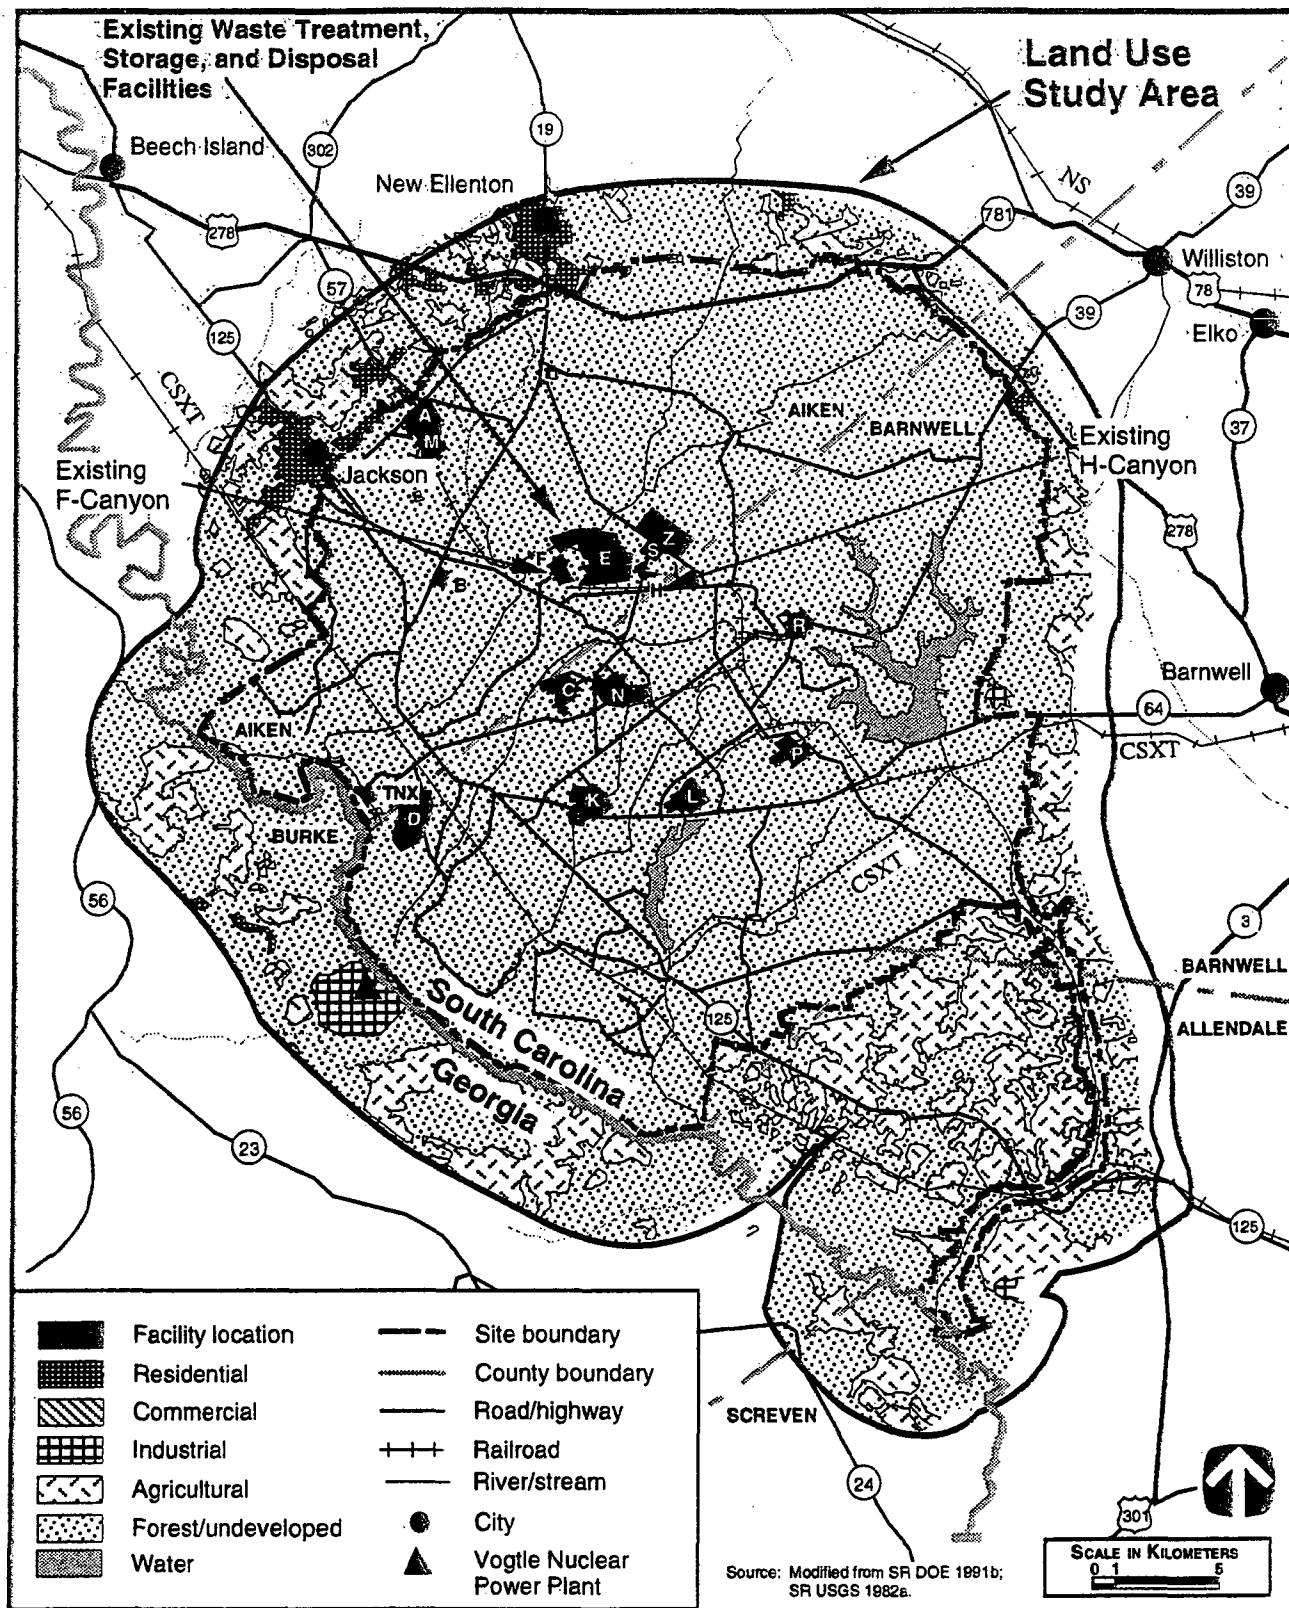 Existing Waste Treatment,
Storage, and Disposal
Facilities
Land Use
Study Area
Beech Island
302
19
New Ellenton
278
NS
39
781
Williston
78
Elko
57
125
39
CSXT
37
A
M
AIKEN
BARNWELL
Existing
H-Canyon
Existing
F-Canyon
Jackson
278
F
E
S
Z
H
B
R
Barnwell
C
N
64
CSXT
AIKEN
P
TNX
D
K
L
BURKE
CSXT
56
3
BARNWELL
ALLENDALE
South Carolina
Georgia
125
56
23
125
Facility location
Residential
Commercial
Industrial
Agricultural
Forest/undeveloped
Water
Site boundary
County boundary
Road/highway
Railroad
River/stream
City
Vogtle Nuclear
Power Plant
SCREVEN
24
301
SCALE IN KILOMETERS
0 1 5
Source: Modified from SR DOE 1991b;
SR USGS 1982a.